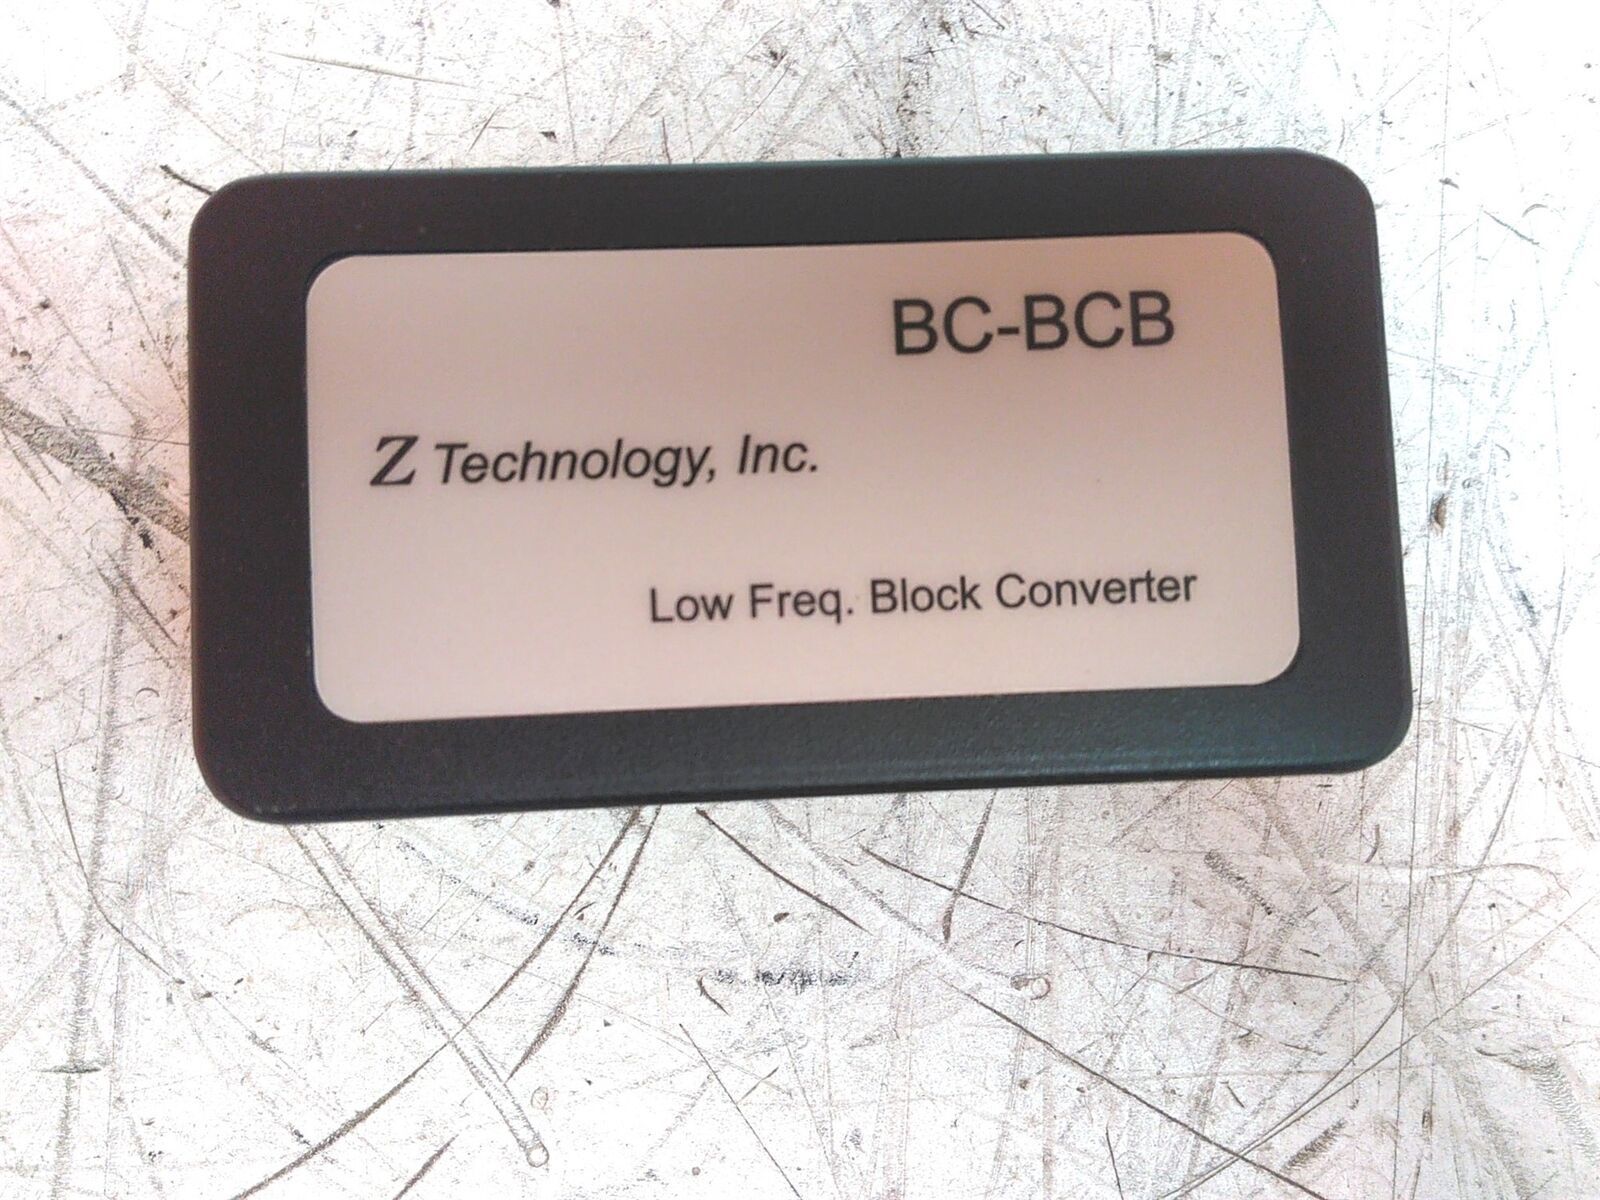 BC-BCB
Z Technology, Inc.
Low Freq. Block Converter